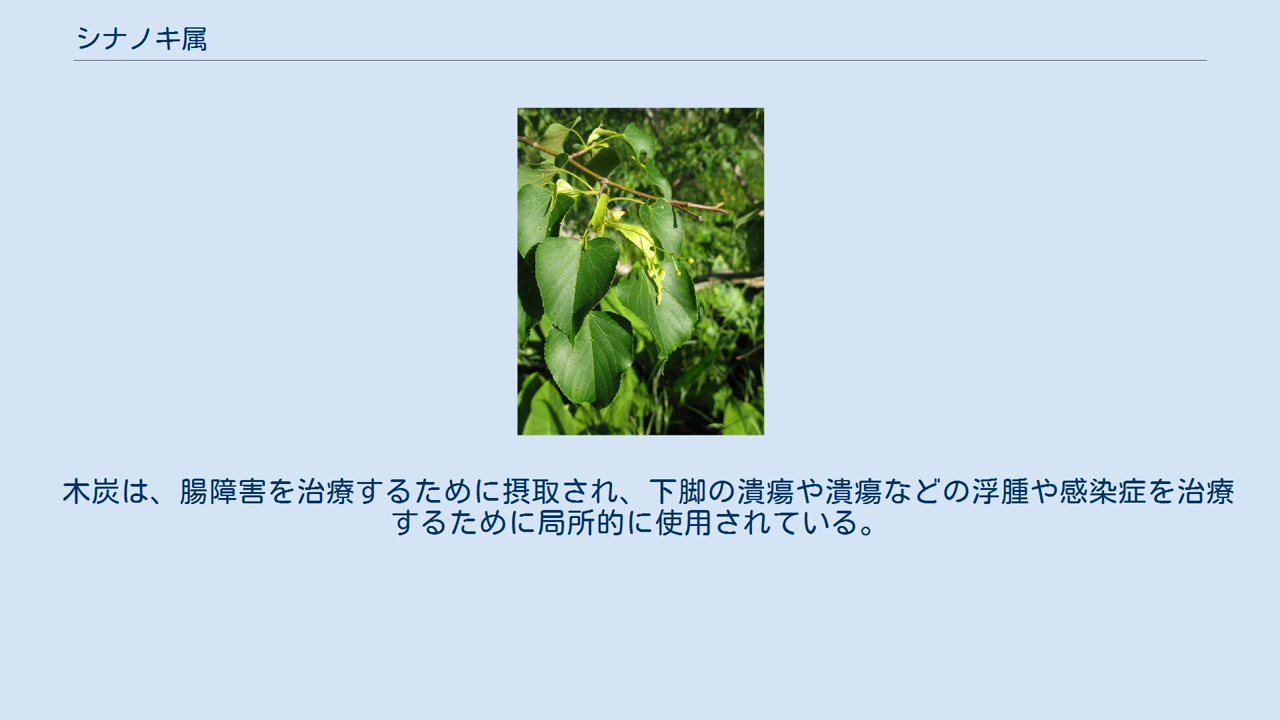 シナノキ属
木炭は、腸障害を治療するために摂取され、下脚の潰瘍や潰瘍などの浮腫や感染症を治療
するために局所的に使用されている。